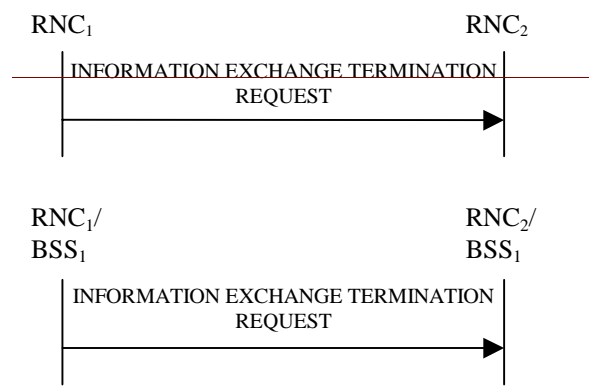 RNC₁ RNC₂
INFORMATION EXCHANGE TERMINATION
REQUEST
RNC₁/ RNC₂/
BSS₁ BSS₁
INFORMATION EXCHANGE TERMINATION
REQUEST